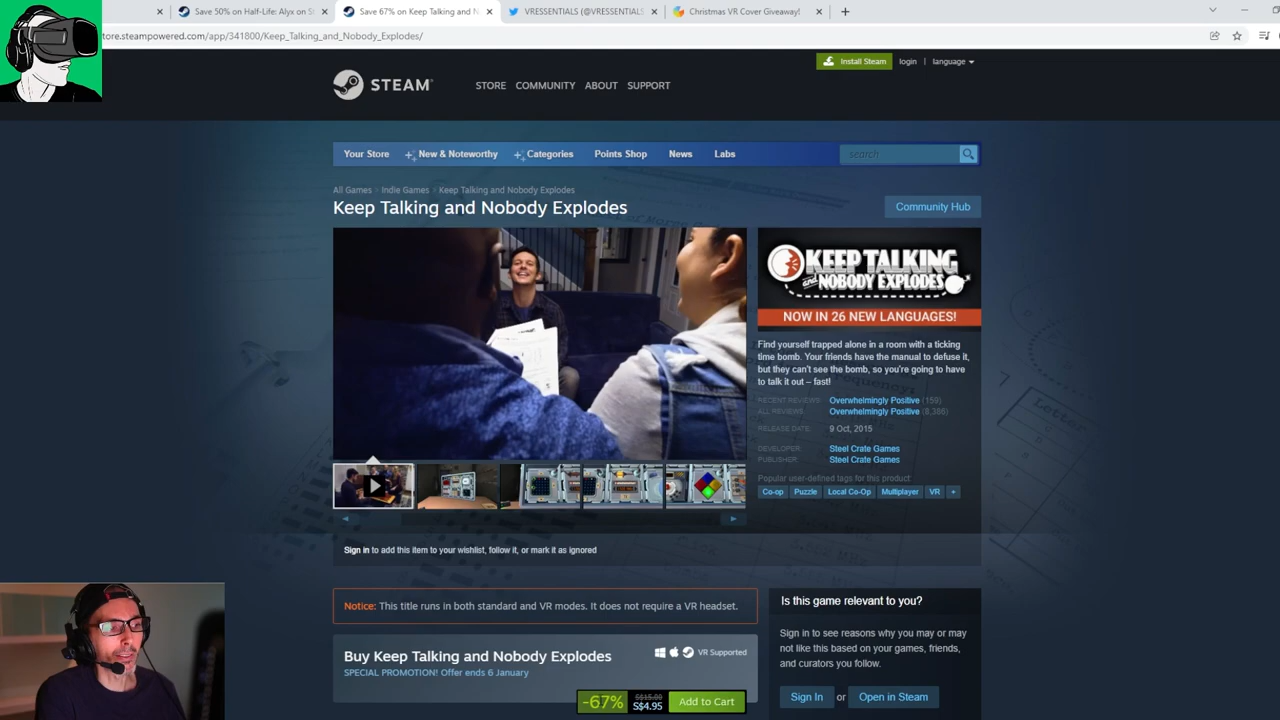 Save 50% on Half-Life: Alyx on S
Save 67% on Keep Talking and N
VRESSENTIALS (@VRESSENTIALS
Christmas VR Cover Giveaway!
ore.steampowered.com/app/341800/Keep_Talking_and_Nobody_Explodes/
Install Steam
login | language
STEAM
STORE COMMUNITY ABOUT SUPPORT
Your Store New & Noteworthy Categories Points Shop News Labs
search
All Games > Indie Games > Keep Talking and Nobody Explodes
Keep Talking and Nobody Explodes
Community Hub
KEEP TALKING
and NOBODY EXPLODES
NOW IN 26 NEW LANGUAGES!
Find yourself trapped alone in a room with a ticking
time bomb. Your friends have the manual to defuse it,
but they can't see the bomb, so you're going to have
to talk it out – fast!
RECENT REVIEWS: Overwhelmingly Positive (159)
ALL REVIEWS: Overwhelmingly Positive (8,386)
RELEASE DATE: 9 Oct, 2015
DEVELOPER: Steel Crate Games
PUBLISHER: Steel Crate Games
Popular user-defined tags for this product:
Co-op Puzzle Local Co-Op Multiplayer VR +
Sign in to add this item to your wishlist, follow it, or mark it as ignored
Notice: This title runs in both standard and VR modes. It does not require a VR headset.
Buy Keep Talking and Nobody Explodes
VR Supported
SPECIAL PROMOTION! Offer ends 6 January
-67%
S$15.00
S$4.95
Add to Cart
Is this game relevant to you?
Sign in to see reasons why you may or may
not like this based on your games, friends,
and curators you follow.
Sign In or Open in Steam